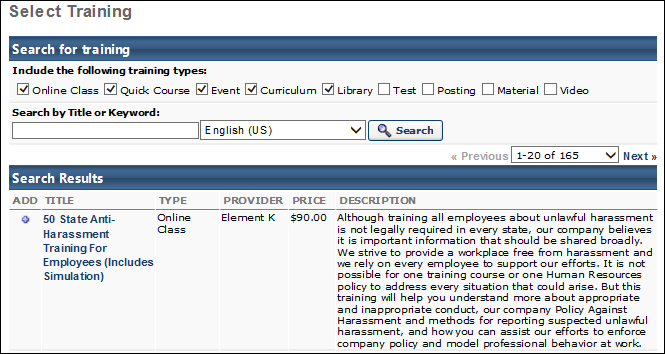 Select Training
Search for training
Include the following training types:
Online Class Quick Course Event Curriculum Library Test Posting Material Video
Search by Title or Keyword:
English (US) Search
« Previous 1-20 of 165 Next »
Search Results
ADD TITLE TYPE PROVIDER PRICE DESCRIPTION
50 State Anti-
Harassment
Training For
Employees (Includes
Simulation)
Online
Class
Element K
$90.00
Although training all employees about unlawful harassment
is not legally required in every state, our company believes
it is important information that should be shared broadly.
We strive to provide a workplace free from harassment and
we rely on every employee to support our efforts. It is not
possible for one training course or one Human Resources
policy to address every situation that could arise. But this
training will help you understand more about appropriate
and inappropriate conduct, our company Policy Against
Harassment and methods for reporting suspected unlawful
harassment, and how you can assist our efforts to enforce
company policy and model professional behavior at work.